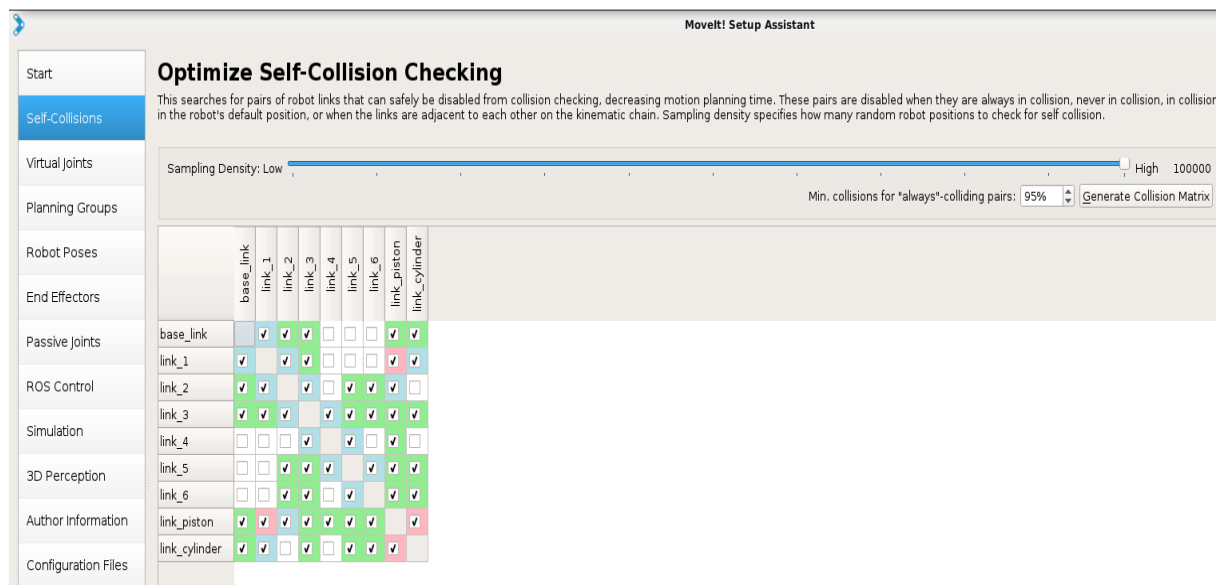 MoveIt! Setup Assistant
Start
Self-Collisions
Virtual Joints
Planning Groups
Robot Poses
End Effectors
Passive Joints
ROS Control
Simulation
3D Perception
Author Information
Configuration Files
Optimize Self-Collision Checking
This searches for pairs of robot links that can safely be disabled from collision checking, decreasing motion planning time. These pairs are disabled when they are always in collision, never in collision, in collision
in the robot's default position, or when the links are adjacent to each other on the kinematic chain. Sampling density specifies how many random robot positions to check for self collision.
Sampling Density: Low High 100000
Min. collisions for "always"-colliding pairs: 95% Generate Collision Matrix
base_link link_1 link_2 link_3 link_4 link_5 link_6 link_piston link_cylinder
base_link
link_1
link_2
link_3
link_4
link_5
link_6
link_piston
link_cylinder